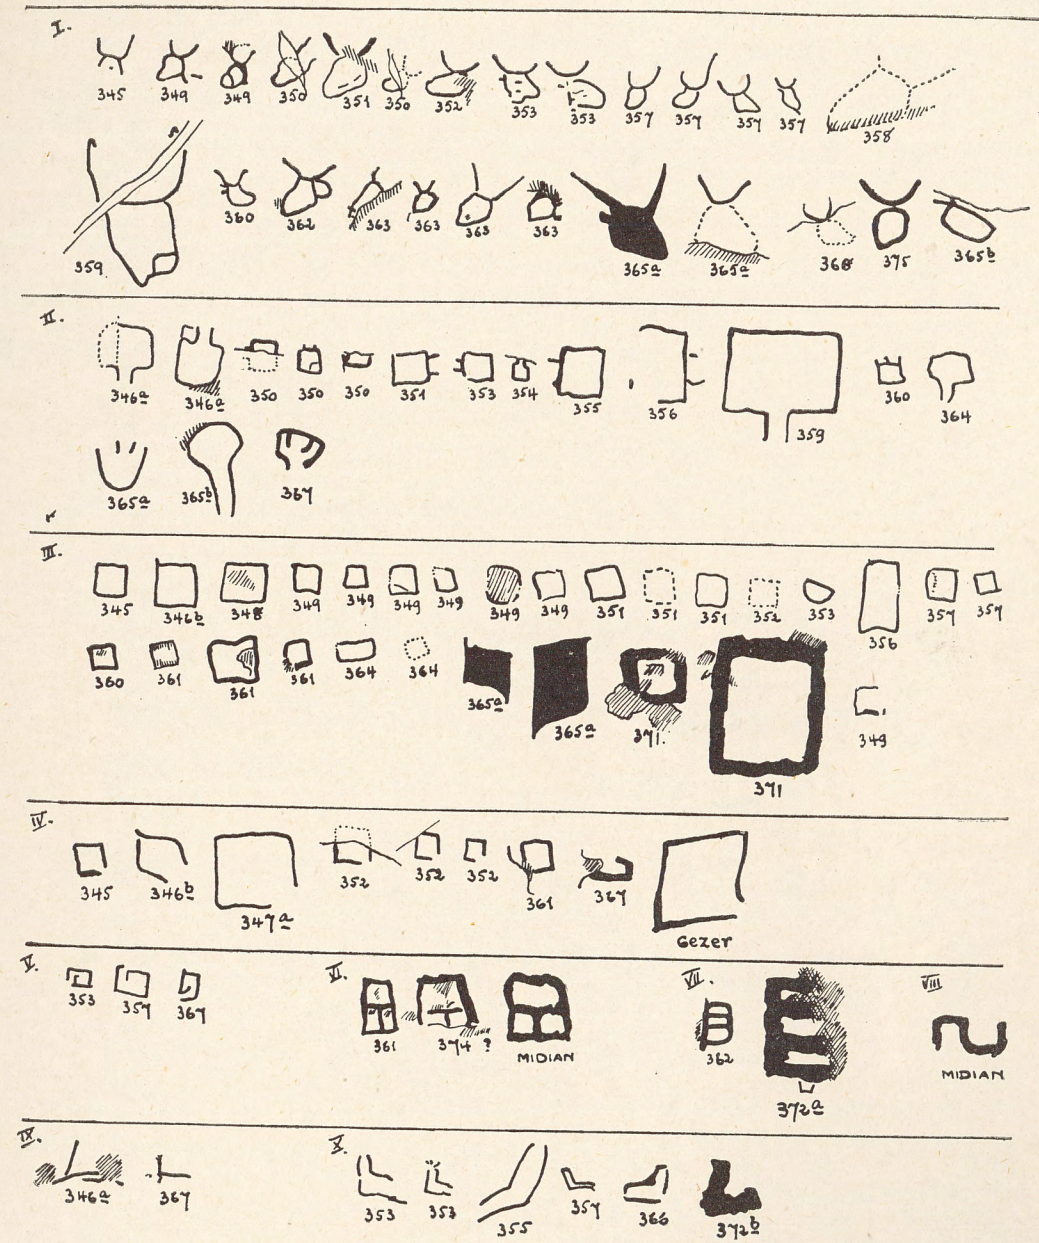 I.
345 349 349 350 351 350 352 353 353 357 357 357 357 358
359 360 362 363 363 363 363 365a 365a 368 375 365b
II.
346a 346a 350 350 350 351 353 354 355 356 359 360 364
365a 365b 367
III.
345 346b 348 349 349 349 349 349 349 351 351 351 352 353 356 357 357
360 361 361 361 364 364 365a 365a 371. 371 349
IV.
345 346b 347a 352 352 352 361 367 Gezer
V. VI. VII. VIII
353 357 367 361 374 ? MIDIAN 362 372a MIDIAN
IX. X.
346a 367 353 353 355 357 366 372b